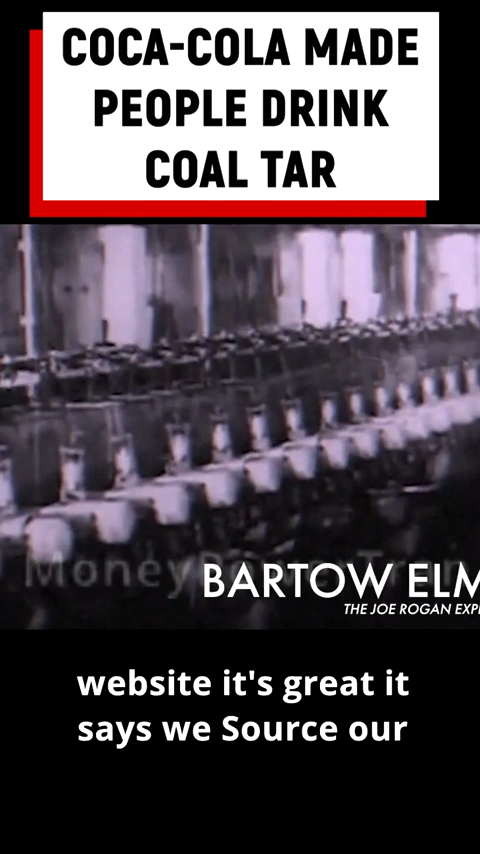 COCA-COLA MADE
PEOPLE DRINK
COAL TAR
BARTOW ELM
THE JOE ROGAN EXP
website it's great it
says we Source our